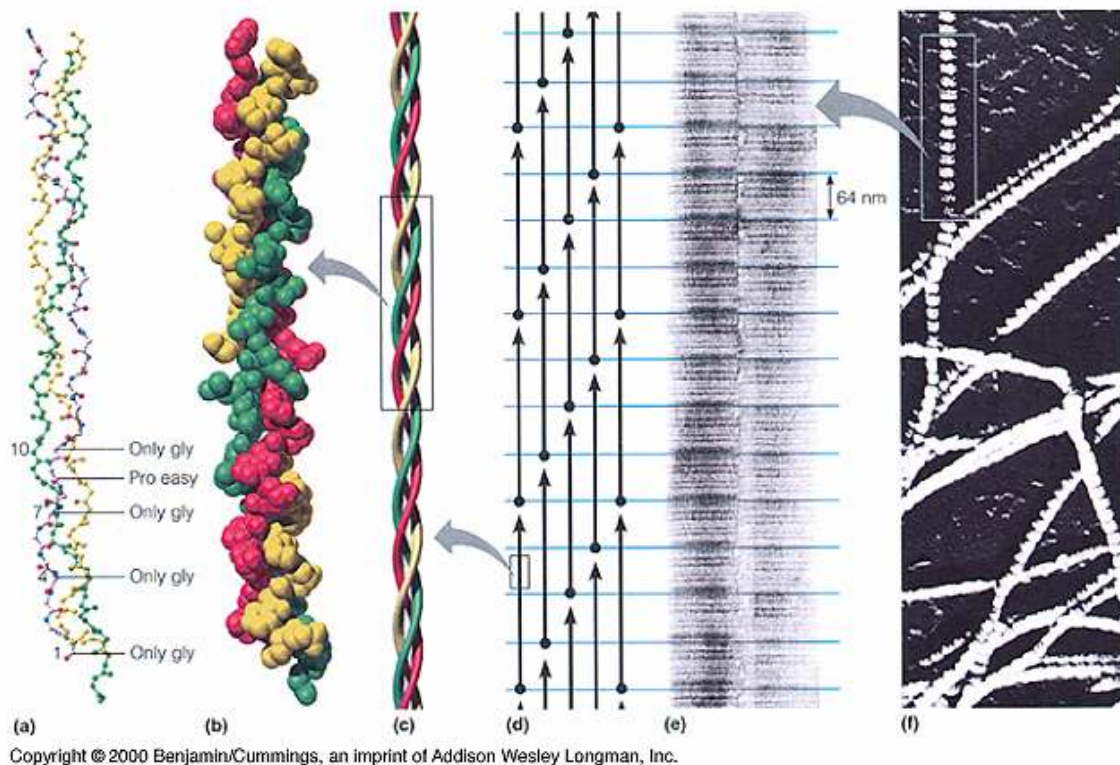 64 nm
10
Only gly
Pro easy
7
Only gly
4
Only gly
1
Only gly
(a)
(b)
(c)
(d)
(e)
(f)
Copyright © 2000 Benjamin/Cummings, an imprint of Addison Wesley Longman, Inc.